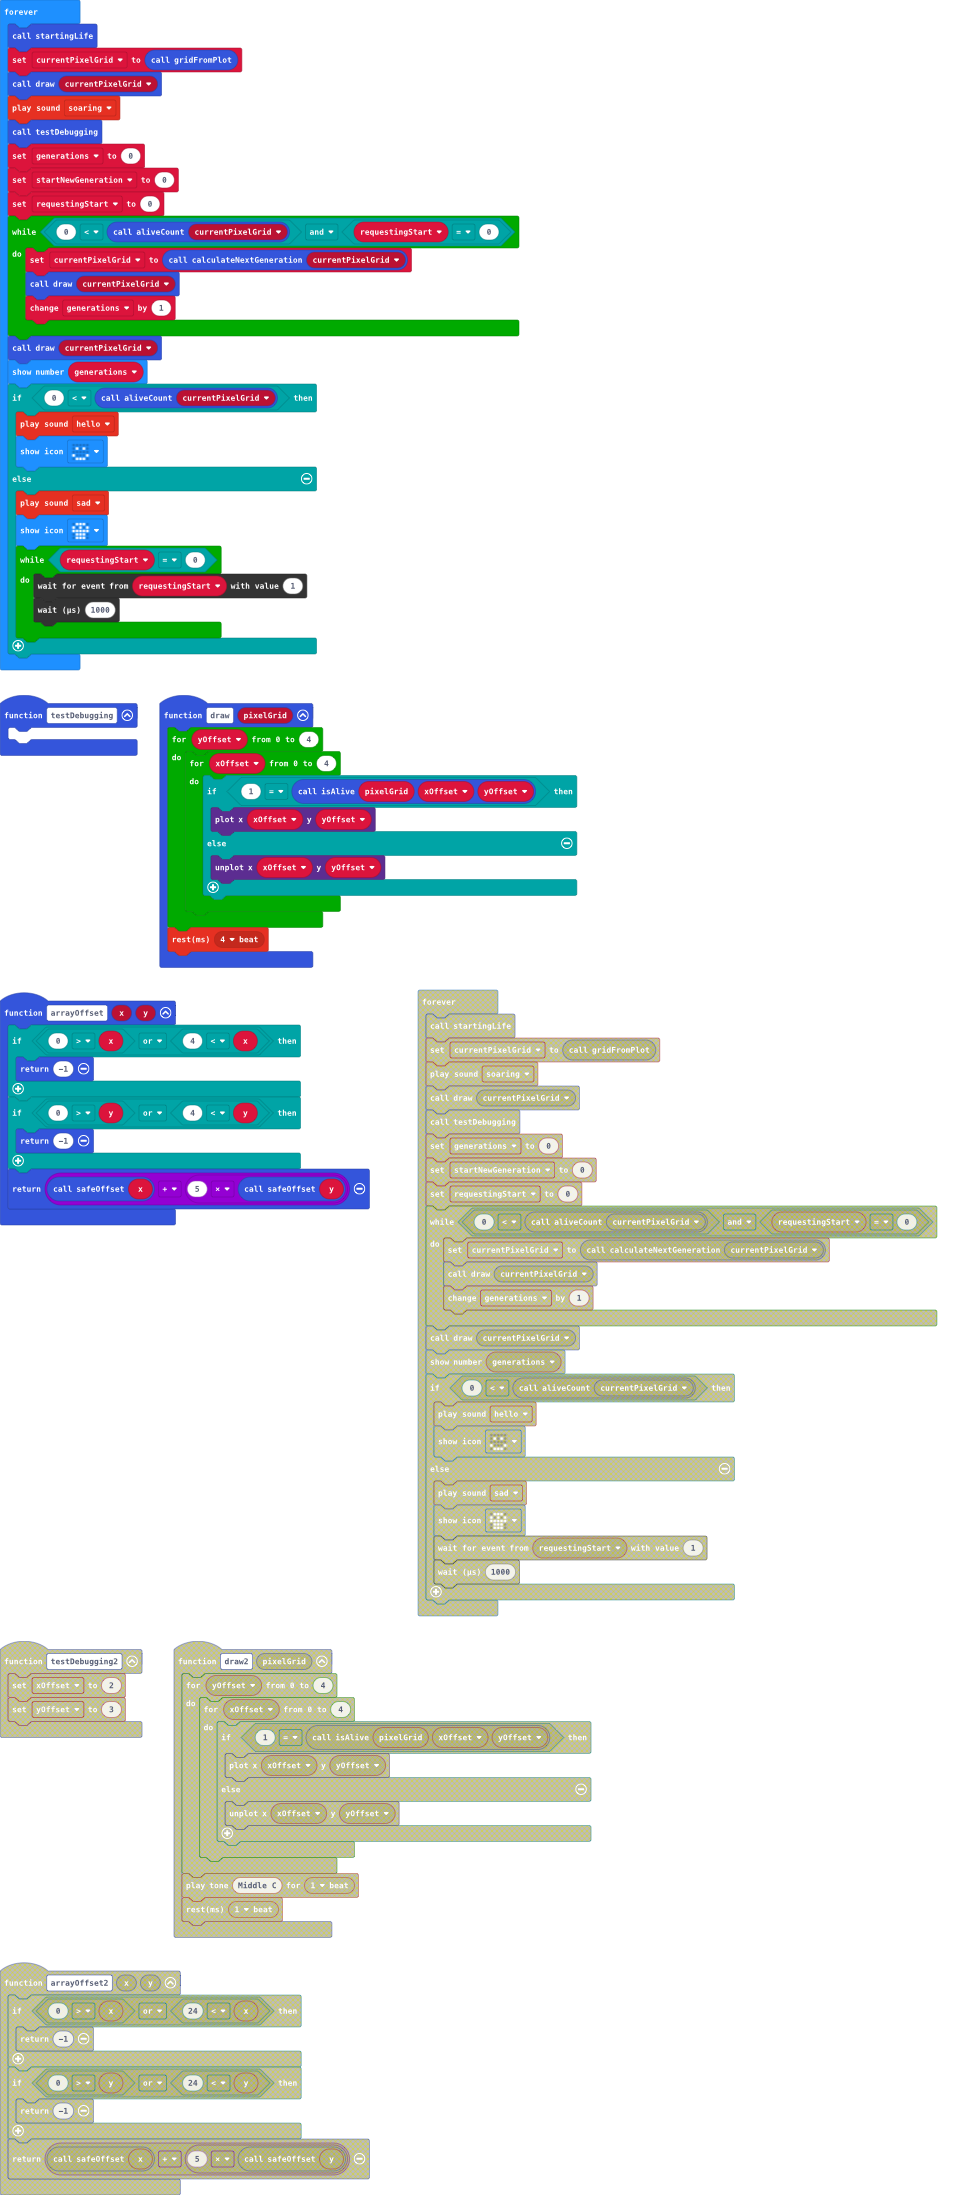 forever
call startingLife
set currentPixelGrid to call gridFromPlot
call draw currentPixelGrid
play sound soaring
call testDebugging
set generations to 0
set startNewGeneration to 0
set requestingStart to 0
while 0 < call aliveCount currentPixelGrid and requestingStart = 0
do set currentPixelGrid to call calculateNextGeneration currentPixelGrid
call draw currentPixelGrid
change generations by 1
call draw currentPixelGrid
show number generations
if 0 < call aliveCount currentPixelGrid then
play sound hello
show icon
else
play sound sad
show icon
while requestingStart = 0
do wait for event from requestingStart with value 1
wait (µs) 1000
function testDebugging
function draw pixelGrid
for yOffset from 0 to 4
do for xOffset from 0 to 4
do if 1 = call isAlive pixelGrid xOffset yOffset then
plot x xOffset y yOffset
else
unplot x xOffset y yOffset
rest(ms) 4 beat
function arrayOffset x y
if 0 > x or 4 < x then
return -1
if 0 > y or 4 < y then
return -1
return call safeOffset x + 5 × call safeOffset y
forever
call startingLife
set currentPixelGrid to call gridFromPlot
play sound soaring
call draw currentPixelGrid
call testDebugging
set generations to 0
set startNewGeneration to 0
set requestingStart to 0
while 0 < call aliveCount currentPixelGrid and requestingStart = 0
do set currentPixelGrid to call calculateNextGeneration currentPixelGrid
call draw currentPixelGrid
change generations by 1
call draw currentPixelGrid
show number generations
if 0 < call aliveCount currentPixelGrid then
play sound hello
show icon
else
play sound sad
show icon
wait for event from requestingStart with value 1
wait (µs) 1000
function testDebugging2
set xOffset to 2
set yOffset to 3
function draw2 pixelGrid
for yOffset from 0 to 4
do for xOffset from 0 to 4
do if 1 = call isAlive pixelGrid xOffset yOffset then
plot x xOffset y yOffset
else
unplot x xOffset y yOffset
play tone Middle C for 1 beat
rest(ms) 1 beat
function arrayOffset2 x y
if 0 > x or 24 < x then
return -1
if 0 > y or 24 < y then
return -1
return call safeOffset x + 5 × call safeOffset y